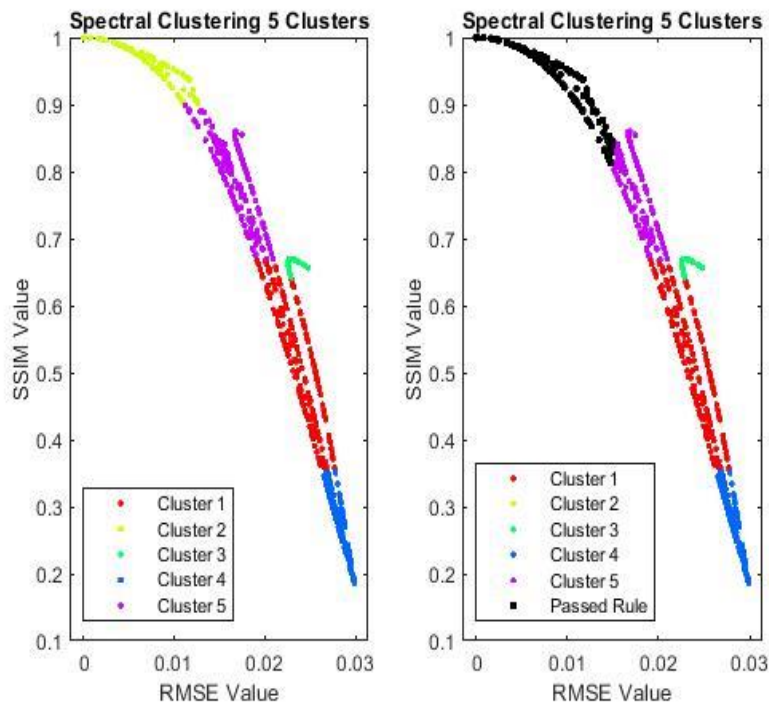 Spectral Clustering 5 Clusters
1
0.9
0.8
0.7
0.6
0.5
0.4
0.3
0.2
0.1
SSIM Value
Cluster 1
Cluster 2
Cluster 3
Cluster 4
Cluster 5
0
0.01
0.02
0.03
RMSE Value
Spectral Clustering 5 Clusters
1
0.9
0.8
0.7
0.6
0.5
0.4
0.3
0.2
0.1
SSIM Value
Cluster 1
Cluster 2
Cluster 3
Cluster 4
Cluster 5
Passed Rule
0
0.01
0.02
0.03
RMSE Value